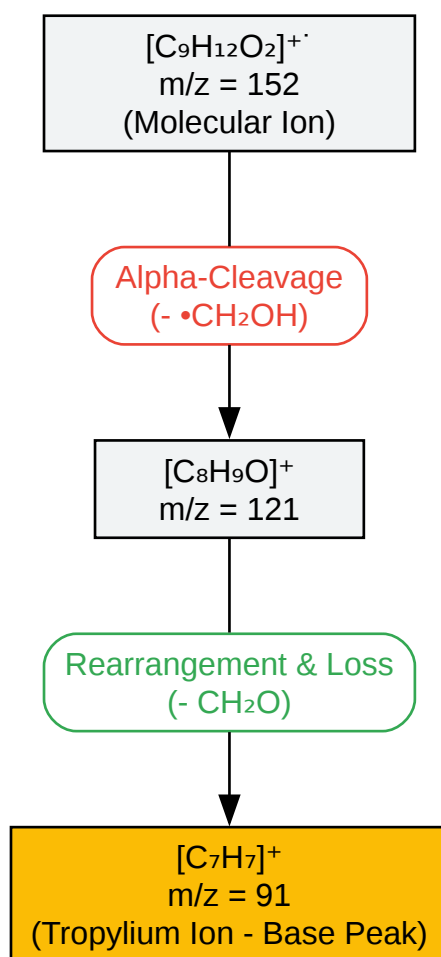 [C₉H₁₂O₂]⁺˙
m/z = 152
(Molecular Ion)
Alpha-Cleavage
(- •CH₂OH)
[C₈H₉O]⁺
m/z = 121
Rearrangement & Loss
(- CH₂O)
[C₇H₇]⁺
m/z = 91
(Tropylium Ion - Base Peak)